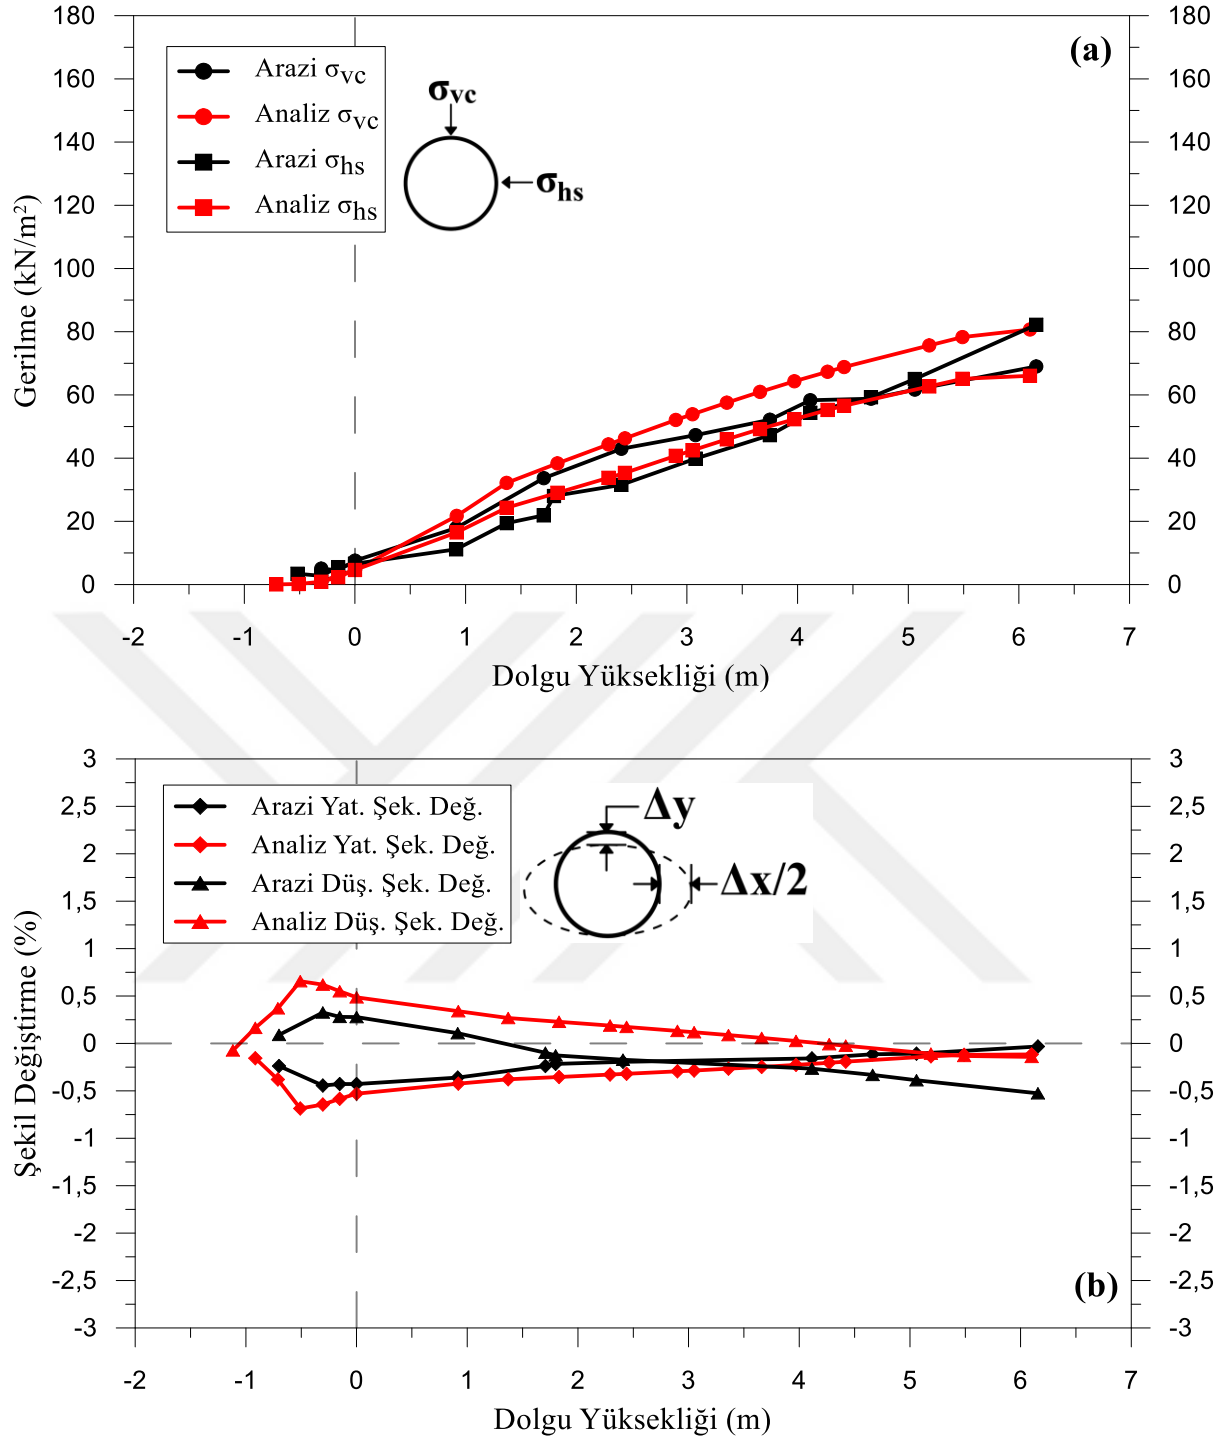 180
160
140
120
100
80
60
40
20
0
180
160
140
120
100
80
60
40
20
0
Gerilme (kN/m²)
(a)
Arazi σvc
Analiz σvc
Arazi σhs
Analiz σhs
σvc
σhs
-2 -1 0 1 2 3 4 5 6 7
Dolgu Yüksekliği (m)
3
2,5
2
1,5
1
0,5
0
-0,5
-1
-1,5
-2
-2,5
-3
3
2,5
2
1,5
1
0,5
0
-0,5
-1
-1,5
-2
-2,5
-3
Şekil Değiştirme (%)
Arazi Yat. Şek. Değ.
Analiz Yat. Şek. Değ.
Arazi Düş. Şek. Değ.
Analiz Düş. Şek. Değ.
Δy
Δx/2
(b)
-2 -1 0 1 2 3 4 5 6 7
Dolgu Yüksekliği (m)